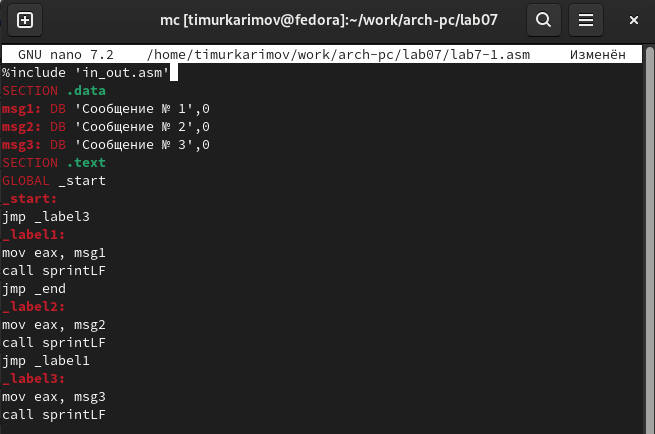 mc [timurkarimov@fedora]:~/work/arch-pc/lab07
GNU nano 7.2 /home/timurkarimov/work/arch-pc/lab07/lab7-1.asm Изменён
%include 'in_out.asm'
SECTION .data
msg1: DB 'Сообщение № 1',0
msg2: DB 'Сообщение № 2',0
msg3: DB 'Сообщение № 3',0
SECTION .text
GLOBAL _start
_start:
jmp _label3
_label1:
mov eax, msg1
call sprintLF
jmp _end
_label2:
mov eax, msg2
call sprintLF
jmp _label1
_label3:
mov eax, msg3
call sprintLF